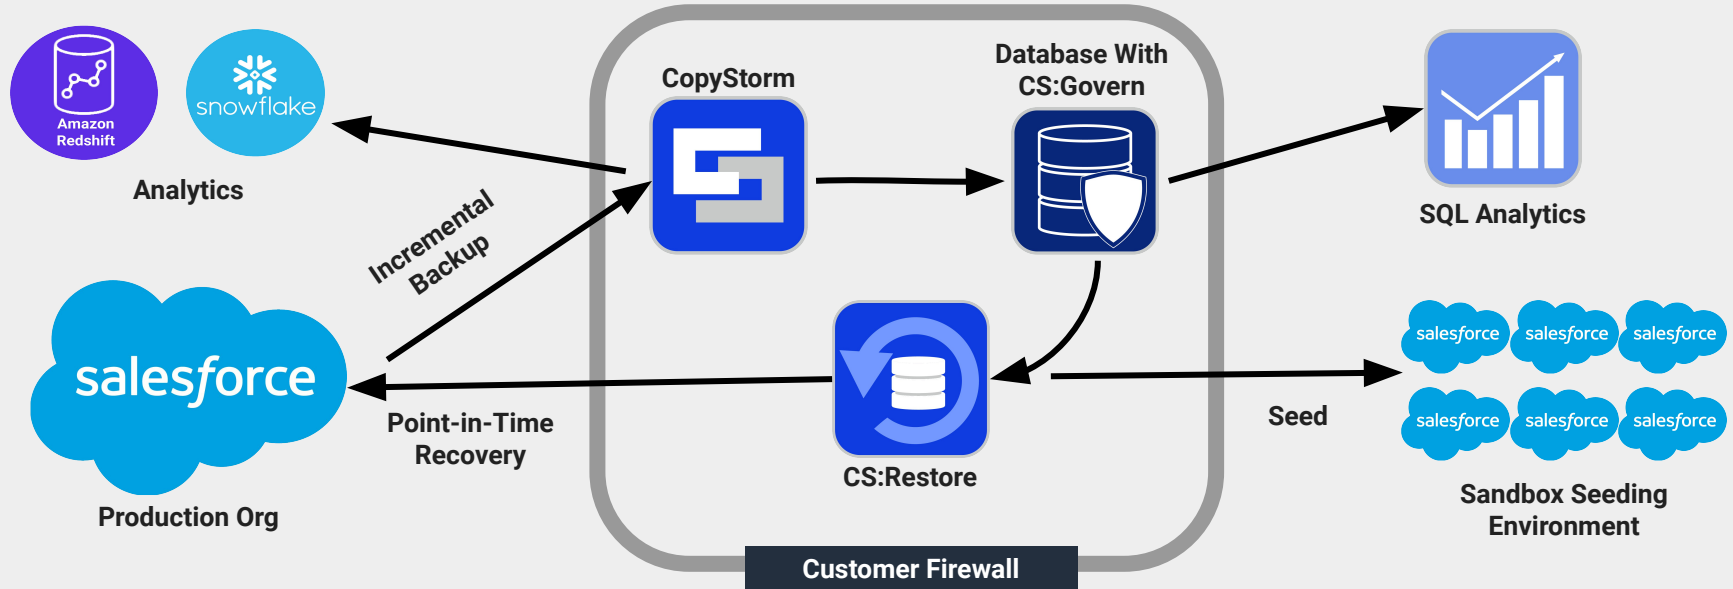 Amazon
Redshift
snowflake
Analytics
CopyStorm
Database With
CS:Govern
SQL Analytics
Incremental
Backup
salesforce
Production Org
Point-in-Time
Recovery
CS:Restore
Seed
salesforce
salesforce
salesforce
salesforce
salesforce
salesforce
Sandbox Seeding
Environment
Customer Firewall